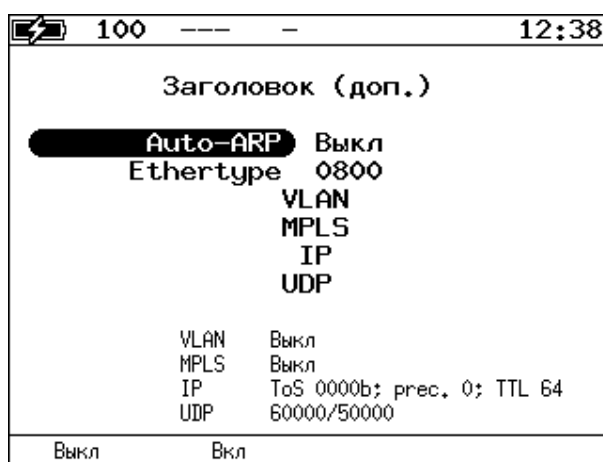 100 --- - 12:38
Заголовок (доп.)
Auto-ARP Выкл
Ethertype 0800
VLAN
MPLS
IP
UDP
VLAN Выкл
MPLS Выкл
IP ToS 0000b; prec. 0; TTL 64
UDP 60000/50000
Выкл Вкл